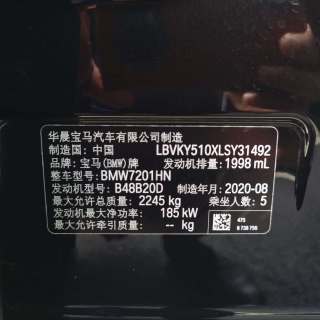 华晨宝马汽车有限公司制造
制造国：中国 LBVKY510XLSY31492
品牌：宝马(BMW)牌 发动机排量：1998 mL
整车型号：BMW7201HN
发动机型号：B48B20D 制造年月：2020-08
最大允许总质量： 2245 kg 乘坐人数：5
发动机最大净功率： 185 kW
最大允许牵引质量： -- kg
475
8 738 756